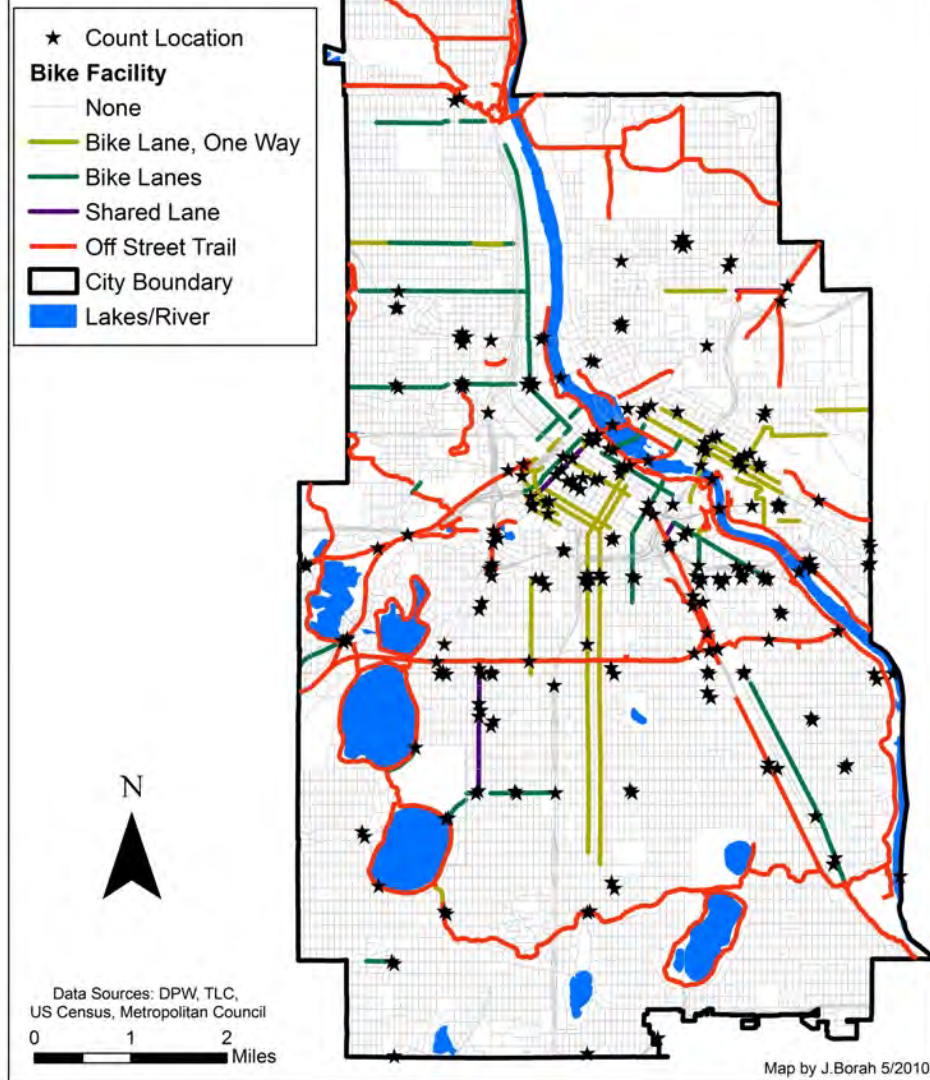 Count Location
Bike Facility
None
Bike Lane, One Way
Bike Lanes
Shared Lane
Off Street Trail
City Boundary
Lakes/River
N
Data Sources: DPW, TLC,
US Census, Metropolitan Council
0 1 2
Miles
Map by J.Borah 5/2010